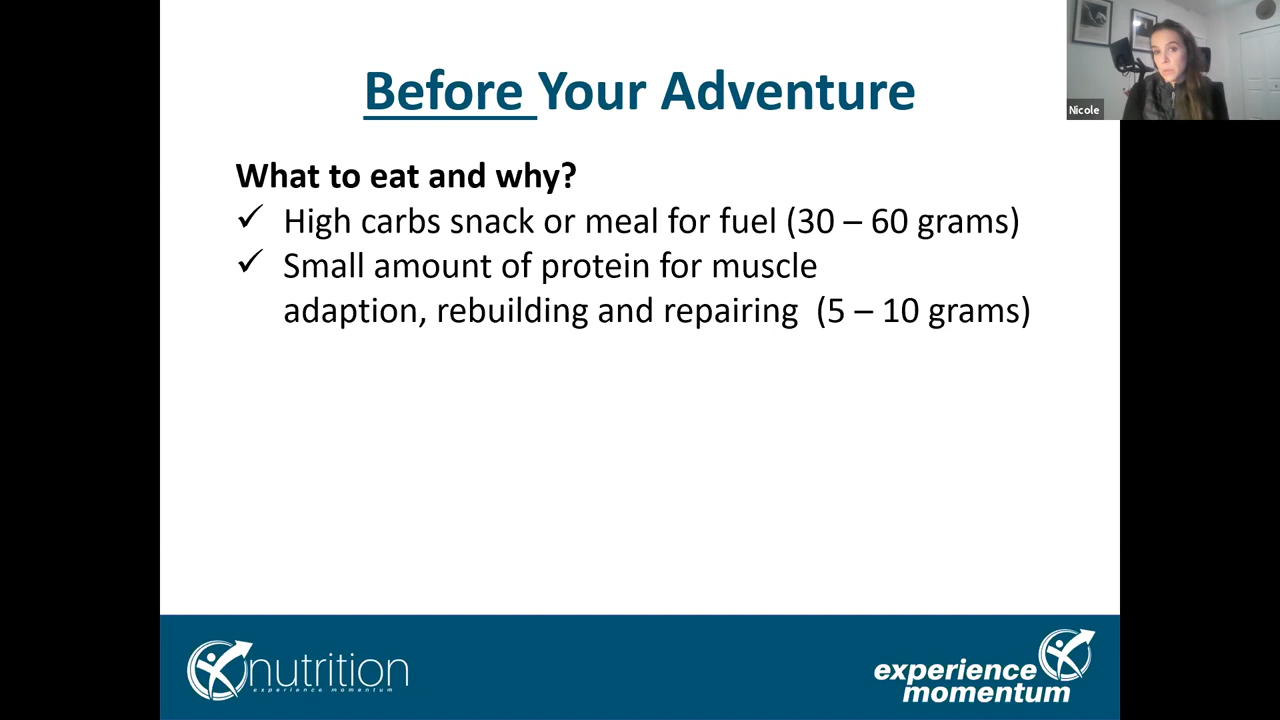 Before Your Adventure
Nicole
What to eat and why?
✓ High carbs snack or meal for fuel (30 – 60 grams)
✓ Small amount of protein for muscle
adaption, rebuilding and repairing (5 – 10 grams)
nutrition
experience momentum
experience
momentum